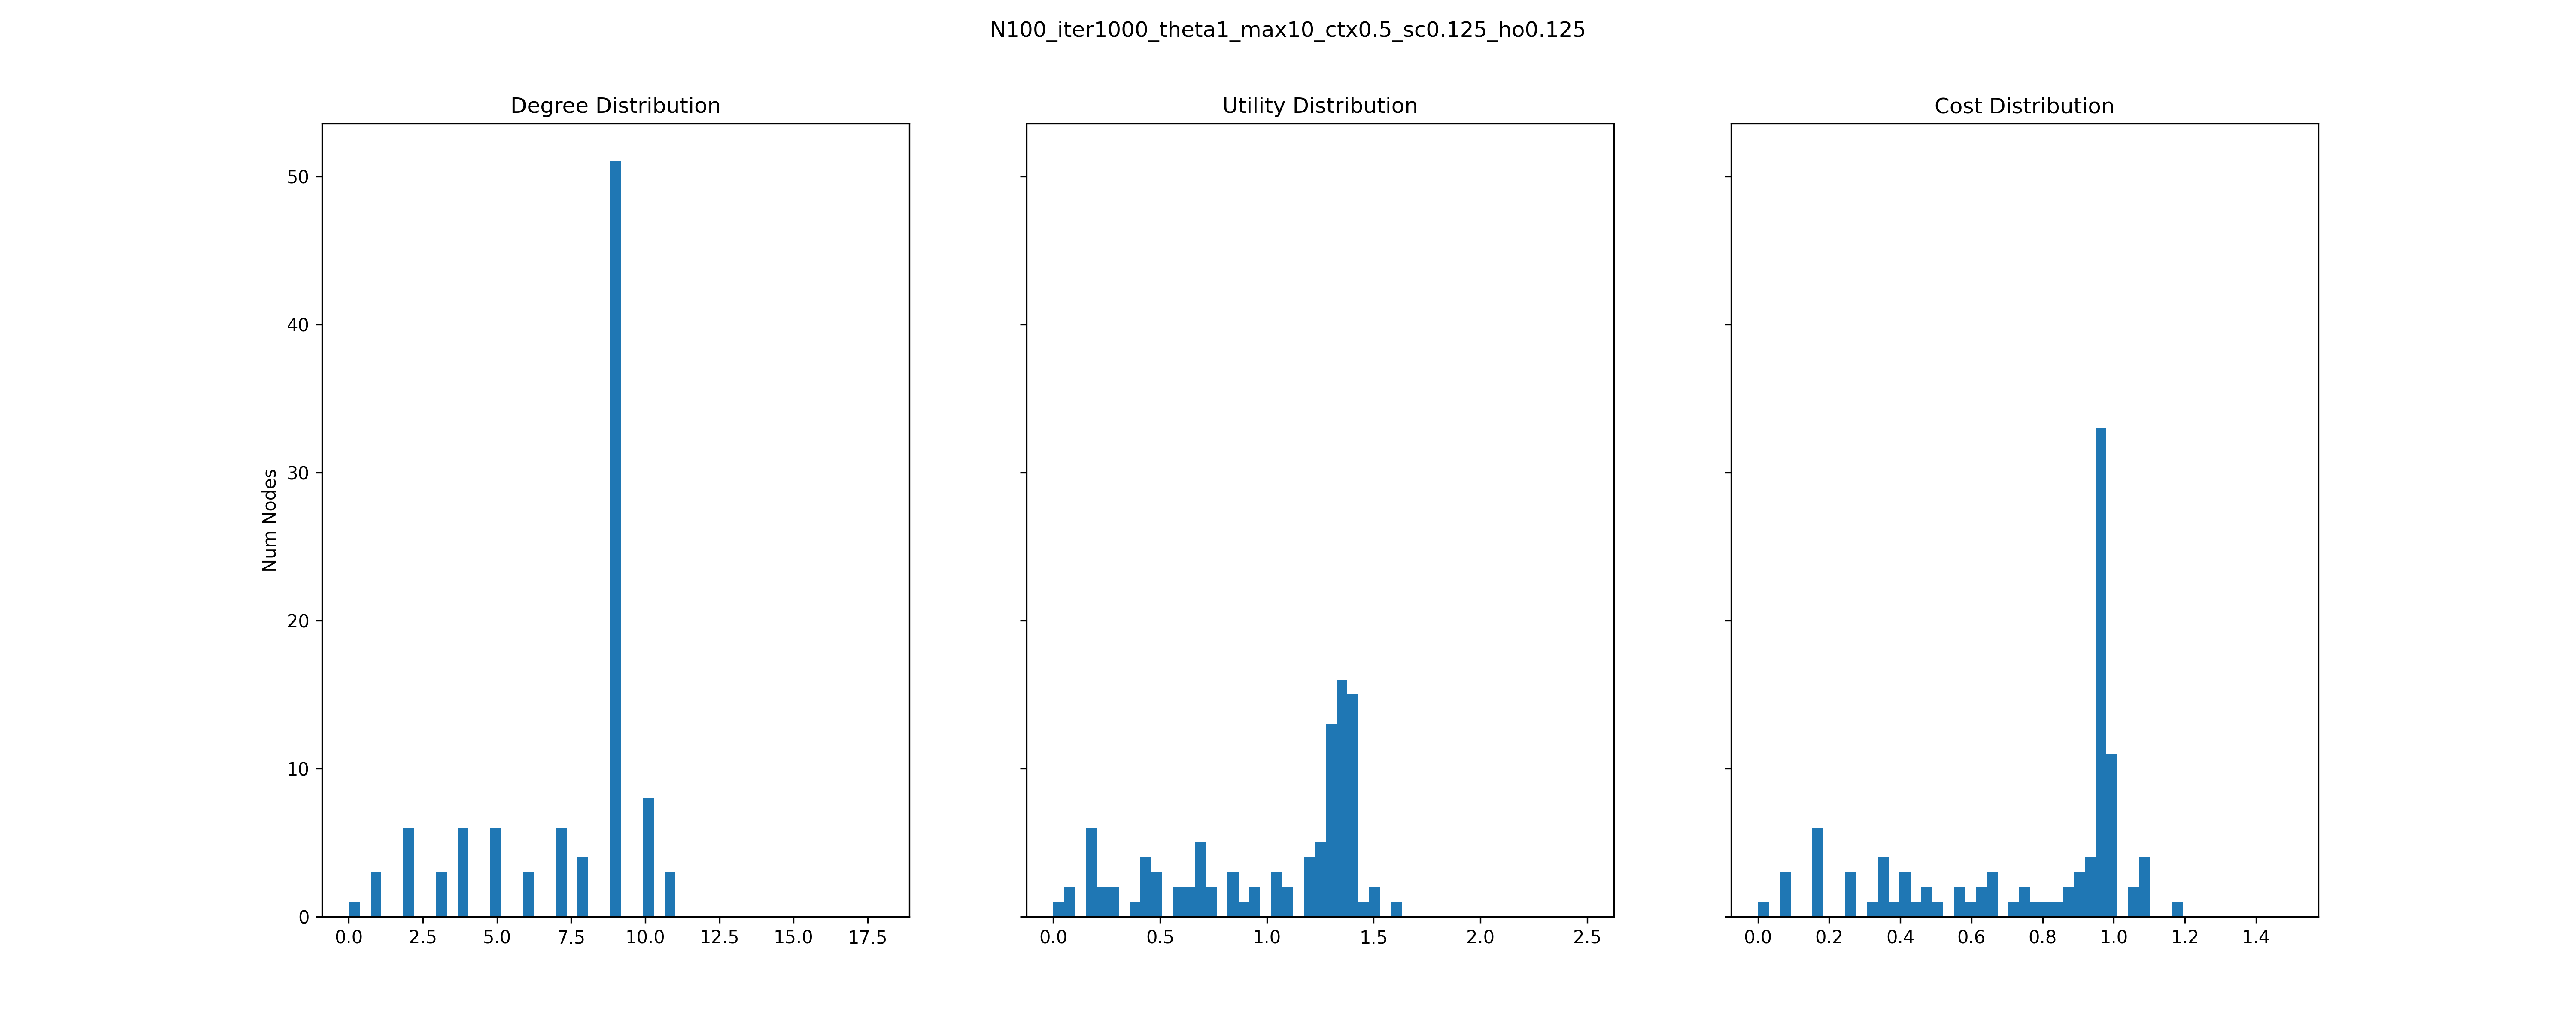 N100_iter1000_theta1_max10_ctx0.5_sc0.125_ho0.125
Degree Distribution
Utility Distribution
Cost Distribution
Num Nodes
50
40
30
20
10
0
0.0 2.5 5.0 7.5 10.0 12.5 15.0 17.5
0.0 0.5 1.0 1.5 2.0 2.5
0.0 0.2 0.4 0.6 0.8 1.0 1.2 1.4